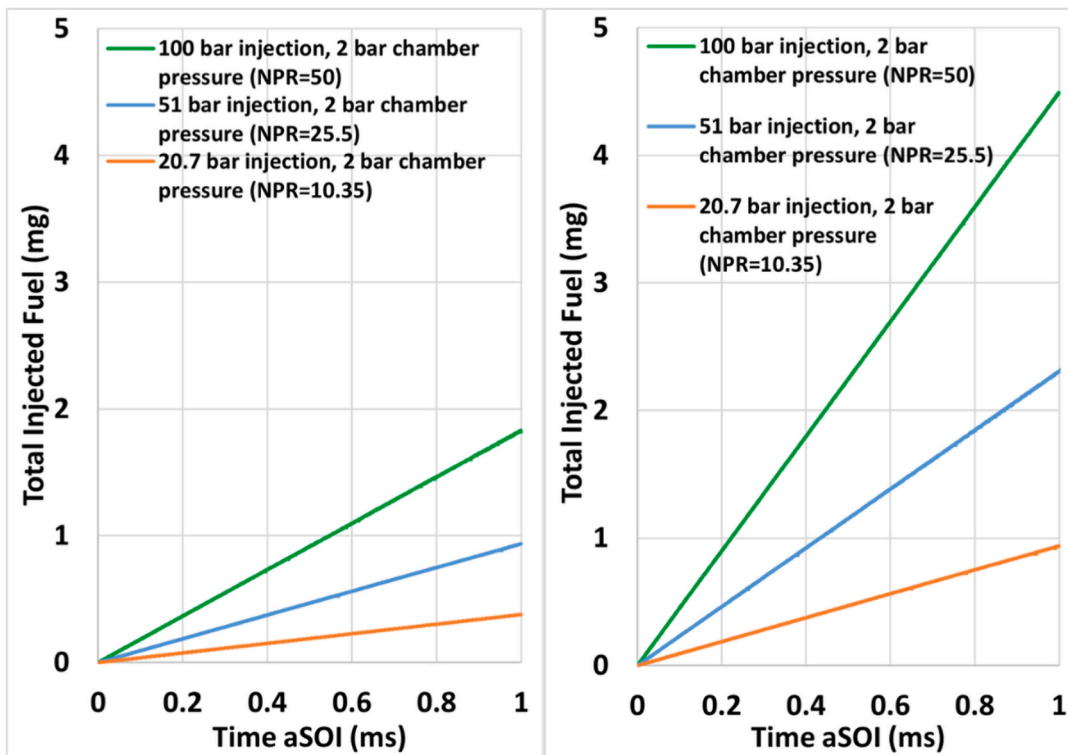 5
4
3
2
1
0
Total Injected Fuel (mg)
100 bar injection, 2 bar chamber
pressure (NPR=50)
51 bar injection, 2 bar chamber
pressure (NPR=25.5)
20.7 bar injection, 2 bar chamber
pressure (NPR=10.35)
0 0.2 0.4 0.6 0.8 1
Time aSOI (ms)
5
4
3
2
1
0
Total Injected Fuel (mg)
100 bar injection, 2 bar
chamber pressure (NPR=50)
51 bar injection, 2 bar
chamber pressure (NPR=25.5)
20.7 bar injection, 2 bar
chamber pressure
(NPR=10.35)
0 0.2 0.4 0.6 0.8 1
Time aSOI (ms)